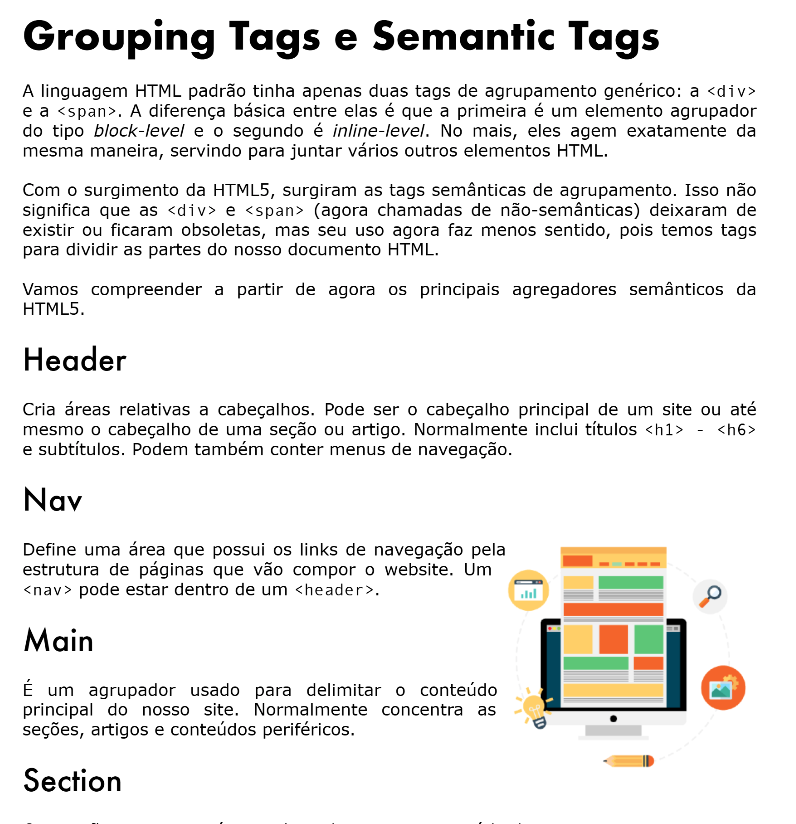 Grouping Tags e Semantic Tags
A linguagem HTML padrão tinha apenas duas tags de agrupamento genérico: a <div>
e a <span>. A diferença básica entre elas é que a primeira é um elemento agrupador
do tipo block-level e o segundo é inline-level. No mais, eles agem exatamente da
mesma maneira, servindo para juntar vários outros elementos HTML.
Com o surgimento da HTML5, surgiram as tags semânticas de agrupamento. Isso não
significa que as <div> e <span> (agora chamadas de não-semânticas) deixaram de
existir ou ficaram obsoletas, mas seu uso agora faz menos sentido, pois temos tags
para dividir as partes do nosso documento HTML.
Vamos compreender a partir de agora os principais agregadores semânticos da
HTML5.
Header
Cria áreas relativas a cabeçalhos. Pode ser o cabeçalho principal de um site ou até
mesmo o cabeçalho de uma seção ou artigo. Normalmente inclui títulos <h1> - <h6>
e subtítulos. Podem também conter menus de navegação.
Nav
Define uma área que possui os links de navegação pela
estrutura de páginas que vão compor o website. Um
<nav> pode estar dentro de um <header>.
Main
É um agrupador usado para delimitar o conteúdo
principal do nosso site. Normalmente concentra as
seções, artigos e conteúdos periféricos.
Section